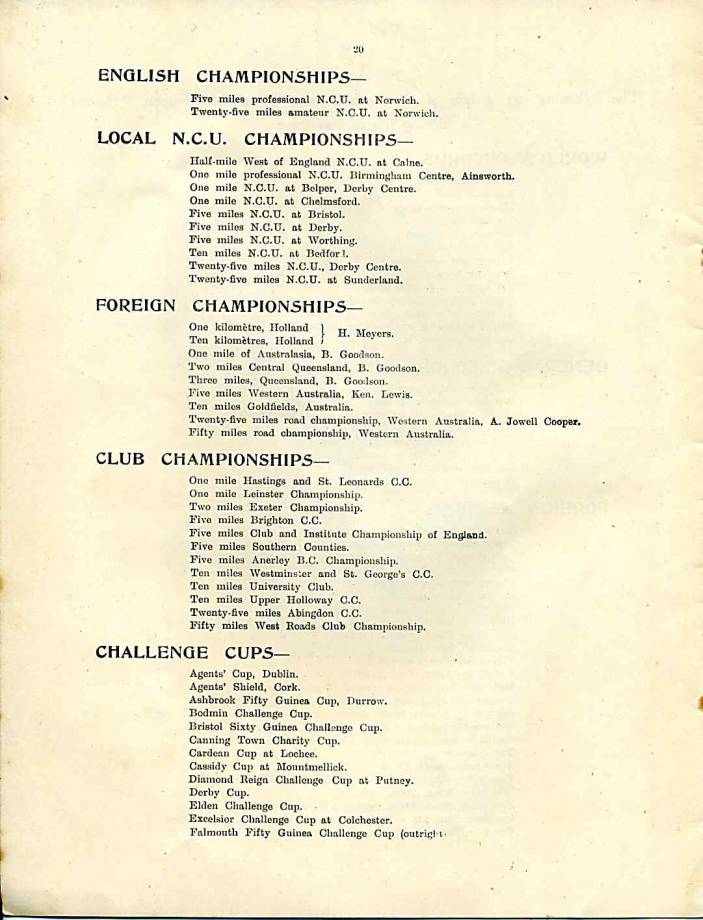 20
ENGLISH CHAMPIONSHIPS—
Five miles professional N.C.U. at Norwich.
Twenty-five miles amateur N.C.U. at Norwich.
LOCAL N.C.U. CHAMPIONSHIPS—
Half-mile West of England N.C.U. at Calne.
One mile professional N.C.U. Birmingham Centre, Ainsworth.
One mile N.C.U. at Belper, Derby Centre.
One mile N.C.U. at Chelmsford.
Five miles N.C.U. at Bristol.
Five miles N.C.U. at Derby.
Five miles N.C.U. at Worthing.
Ten miles N.C.U. at Bedford.
Twenty-five miles N.C.U., Derby Centre.
Twenty-five miles N.C.U. at Sunderland.
FOREIGN CHAMPIONSHIPS—
One kilomètre, Holland
Ten kilomètres, Holland } H. Meyers.
One mile of Australasia, B. Goodson.
Two miles Central Queensland, B. Goodson.
Three miles, Queensland, B. Goodson.
Five miles Western Australia, Ken. Lewis.
Ten miles Goldfields, Australia.
Twenty-five miles road championship, Western Australia, A. Jowell Cooper.
Fifty miles road championship, Western Australia.
CLUB CHAMPIONSHIPS—
One mile Hastings and St. Leonards C.C.
One mile Leinster Championship.
Two miles Exeter Championship.
Five miles Brighton C.C.
Five miles Club and Institute Championship of England.
Five miles Southern Counties.
Five miles Anerley B.C. Championship.
Ten miles Westminster and St. George's C.C.
Ten miles University Club.
Ten miles Upper Holloway C.C.
Twenty-five miles Abingdon C.C.
Fifty miles West Roads Club Championship.
CHALLENGE CUPS—
Agents' Cup, Dublin.
Agents' Shield, Cork.
Ashbrook Fifty Guinea Cup, Durrow.
Bodmin Challenge Cup.
Bristol Sixty Guinea Challenge Cup.
Canning Town Charity Cup.
Cardean Cup at Lochee.
Cassidy Cup at Mountmellick.
Diamond Reign Challenge Cup at Putney.
Derby Cup.
Elden Challenge Cup.
Excelsior Challenge Cup at Colchester.
Falmouth Fifty Guinea Challenge Cup (outright